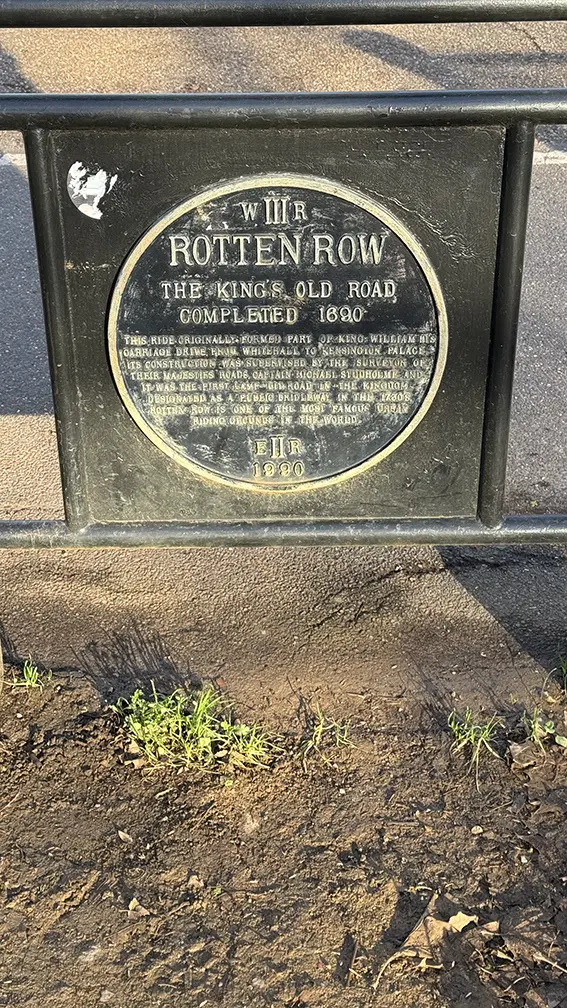 W III R
ROTTEN ROW
THE KING'S OLD ROAD
COMPLETED 1690
THIS RIDE ORIGINALLY FORMED PART OF KING WILLIAM III'S
CARRIAGE DRIVE FROM WHITEHALL TO KENSINGTON PALACE.
ITS CONSTRUCTION WAS SUPERVISED BY THE SURVEYOR OF
THEIR MAJESTIES ROADS, CAPTAIN MICHAEL STUDHOLME AND
IT WAS THE FIRST LAMP-LIT ROAD IN THE KINGDOM.
DESIGNATED AS A PUBLIC BRIDLEWAY IN THE 1730'S
ROTTEN ROW IS ONE OF THE MOST FAMOUS URBAN
RIDING GROUNDS IN THE WORLD.
E II R
1990